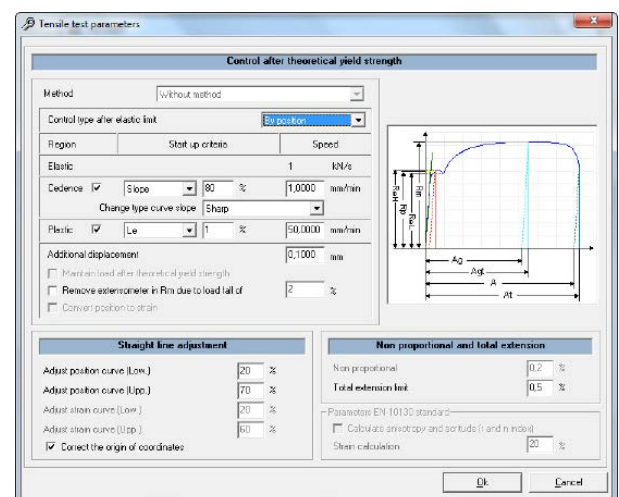 Tensile test parameters
Control after theoretical yield strength
Method Without method
Control type after elastic limit By position
Region Start up criteria Speed
Elastic 1 kN/s
Cedence Slope 80 % 1,0000 mm/min
Change type curve slope Sharp
Plastic Le 1 % 50,0000 mm/min
Additional displacement 0,1000 mm
Maintain load after theoretical yield strength
Remove extensometer in Rm due to load fall of 2 %
Convert position to strain
ReH
Rp
ReL
Rm
Ag
Agt
A
At
Straight line adjustment
Adjust position curve (Low.) 20 %
Adjust position curve (Upp.) 70 %
Adjust strain curve (Low.) 20 %
Adjust strain curve (Upp.) 60 %
Correct the origin of coordinates
Non proportional and total extension
Non proportional 0,2 %
Total extension limit 0,5 %
Parameters EN 10130 standard
Calculate anisotropy and acritude (r and n index)
Strain calculation 20 %
Ok Cancel